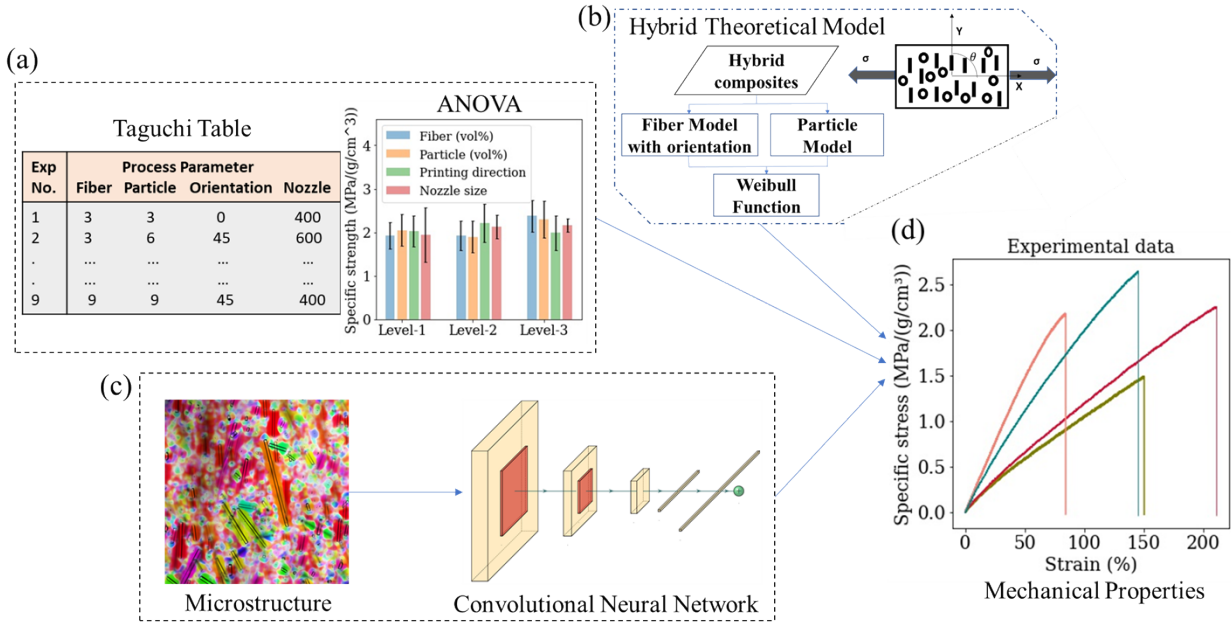 (a)
Taguchi Table
Exp No. Process Parameter
Fiber Particle Orientation Nozzle
1 3 3 0 400
2 3 6 45 600
. ... ... ... ...
. ... ... ... ...
9 9 9 45 400
ANOVA
Specific strength (MPa/(g/cm^3))
4
3
2
1
0
Fiber (vol%)
Particle (vol%)
Printing direction
Nozzle size
Level-1 Level-2 Level-3
(b)
Hybrid Theoretical Model
Hybrid
composites
Fiber Model
with orientation
Particle
Model
Weibull
Function
Y
θ
σ σ
X
(c)
Microstructure
Convolutional Neural Network
(d)
Experimental data
Specific stress (MPa/(g/cm³))
2.5
2.0
1.5
1.0
0.5
0.0
0 50 100 150 200
Strain (%)
Mechanical Properties